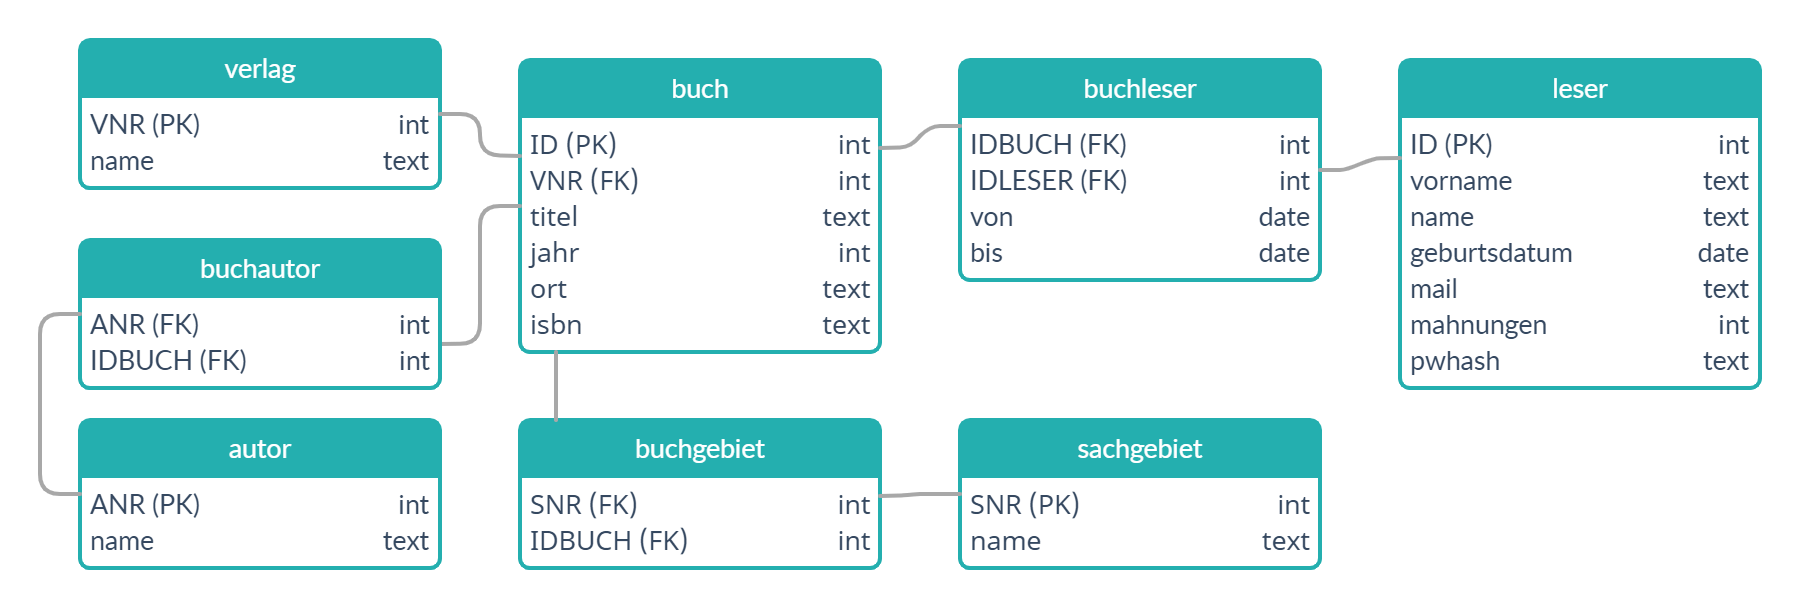 verlag
VNR (PK) int
name text
buch
ID (PK) int
VNR (FK) int
titel text
jahr int
ort text
isbn text
buchleser
IDBUCH (FK) int
IDLESER (FK) int
von date
bis date
leser
ID (PK) int
vorname text
name text
geburtsdatum date
mail text
mahnungen int
pwhash text
buchautor
ANR (FK) int
IDBUCH (FK) int
autor
ANR (PK) int
name text
buchgebiet
SNR (FK) int
IDBUCH (FK) int
sachgebiet
SNR (PK) int
name text